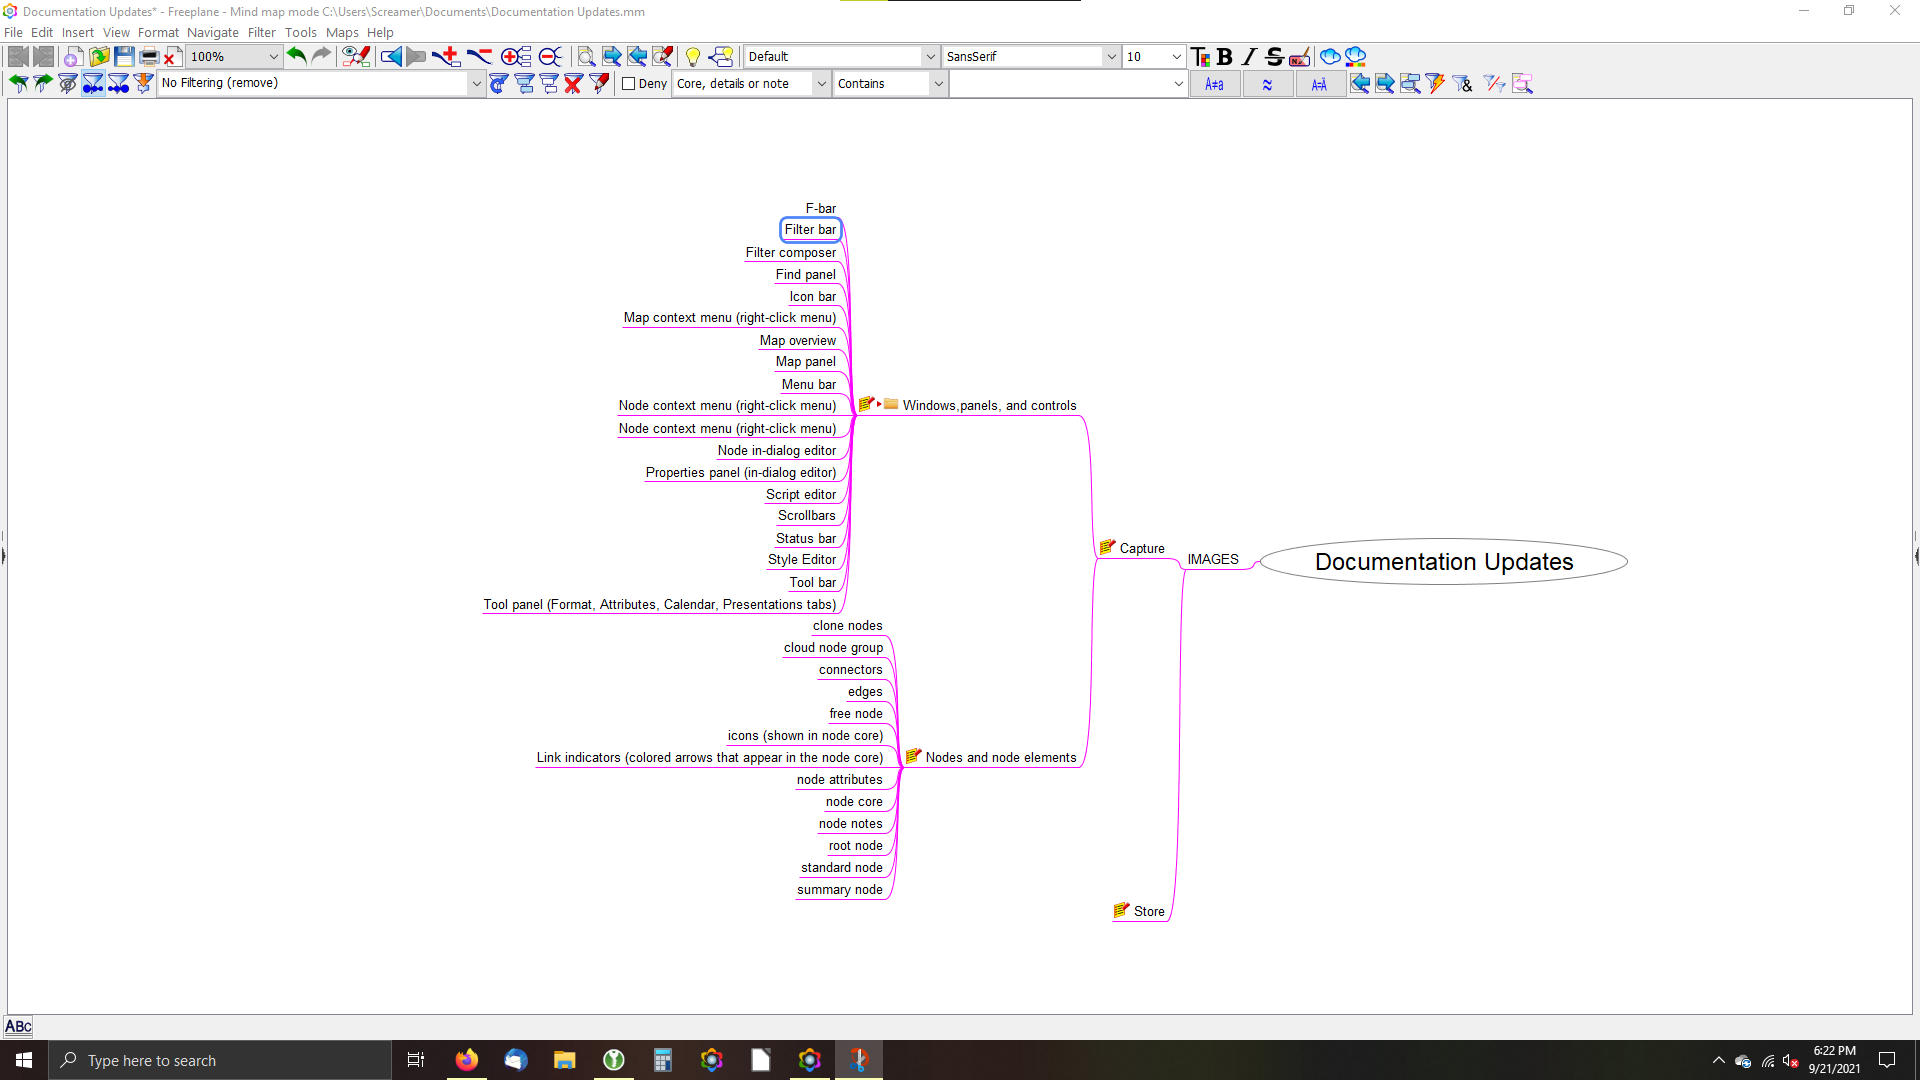 Documentation Updates* - Freeplane - Mind map mode C:\Users\Screamer\Documents\Documentation Updates.mm
File Edit Insert View Format Navigate Filter Tools Maps Help
100% Default SansSerif 10
No Filtering (remove) Deny Core, details or note Contains A≠a ≈ A=Ä
F-bar
Filter bar
Filter composer
Find panel
Icon bar
Map context menu (right-click menu)
Map overview
Map panel
Menu bar
Node context menu (right-click menu)
Windows,panels, and controls
Node context menu (right-click menu)
Node in-dialog editor
Properties panel (in-dialog editor)
Script editor
Scrollbars
Status bar
Capture
Style Editor
IMAGES
Documentation Updates
Tool bar
Tool panel (Format, Attributes, Calendar, Presentations tabs)
clone nodes
cloud node group
connectors
edges
free node
icons (shown in node core)
Link indicators (colored arrows that appear in the node core)
Nodes and node elements
node attributes
node core
node notes
root node
standard node
summary node
Store
ABC
Type here to search
6:22 PM
9/21/2021